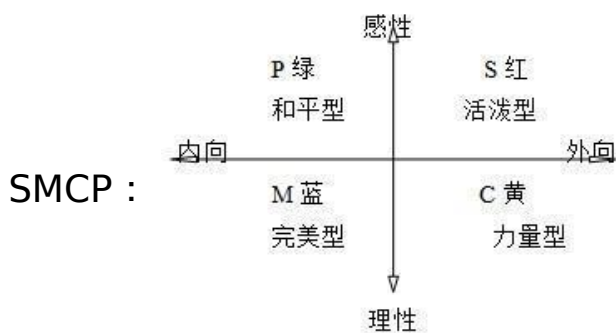 感性
P 绿 S 红
和平型 活泼型
内向 外向
SMCP：
M 蓝 C 黄
完美型 力量型
理性